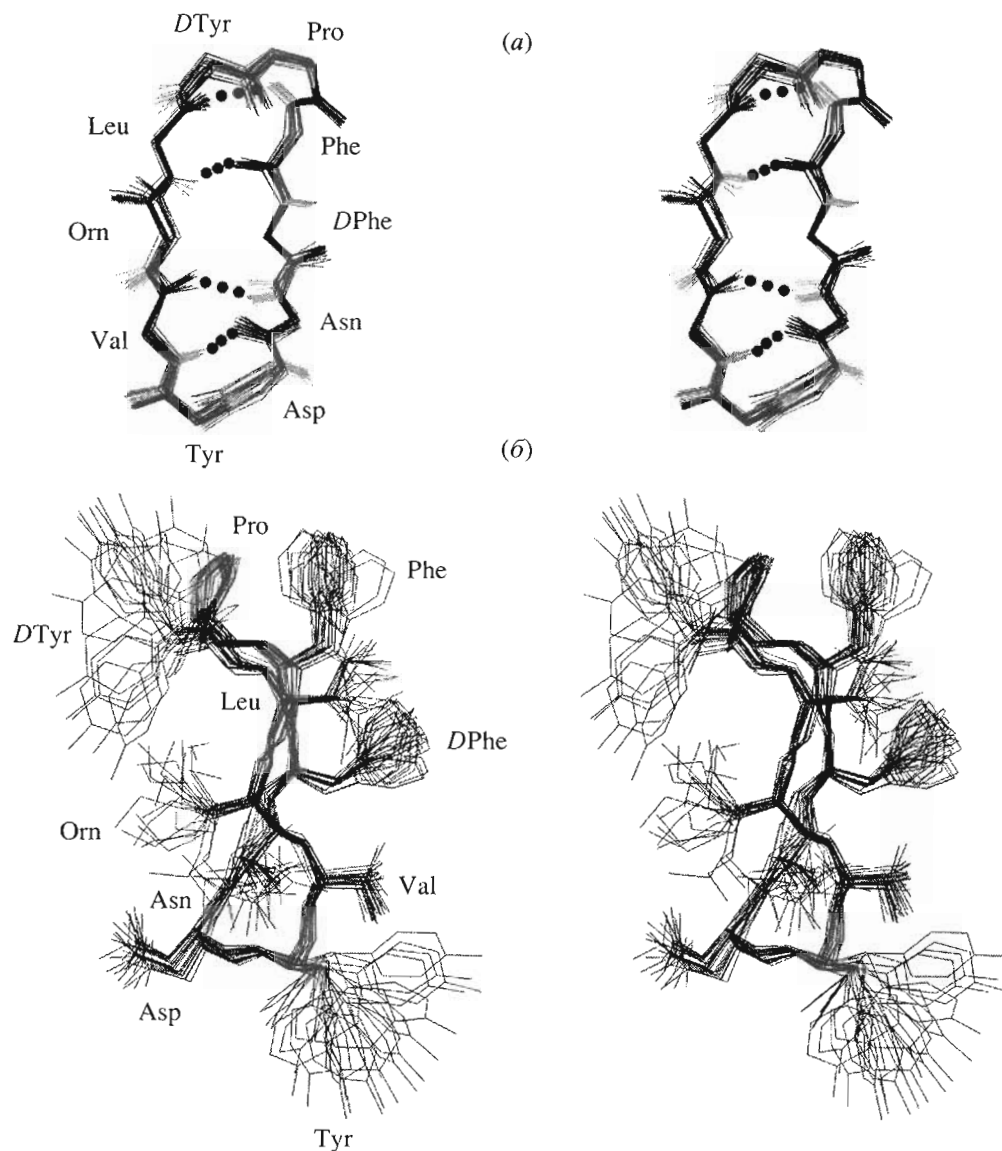 DTyr
Pro
(а)
Leu
Phe
Orn
DPhe
Val
Asn
Asp
Tyr
(б)
Pro
Phe
DTyr
Leu
DPhe
Orn
Asn
Val
Asp
Tyr